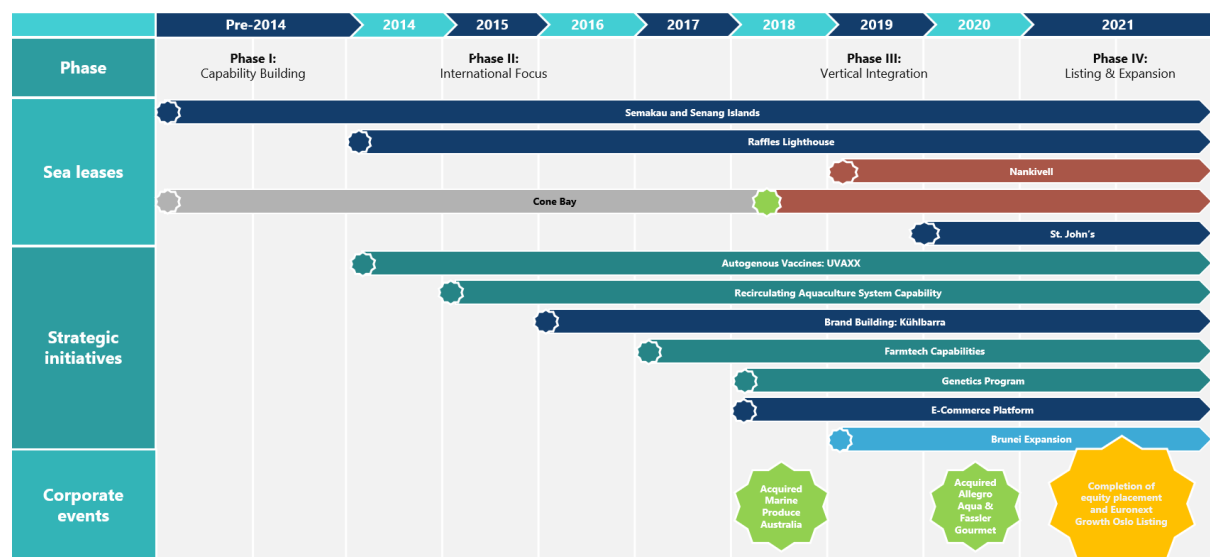 Pre-2014 2014 2015 2016 2017 2018 2019 2020 2021
Phase
Phase I:
Capability Building
Phase II:
International Focus
Phase III:
Vertical Integration
Phase IV:
Listing & Expansion
Sea leases
Semakau and Senang Islands
Raffles Lighthouse
Nankivell
Cone Bay
St. John's
Strategic
initiatives
Autogenous Vaccines: UVAXX
Recirculating Aquaculture System Capability
Brand Building: Kühlbarra
Farmtech Capabilities
Genetics Program
E-Commerce Platform
Brunei Expansion
Corporate
events
Acquired
Marine
Produce
Australia
Acquired
Allegro
Aqua &
Fassler
Gourmet
Completion of
equity placement
and Euronext
Growth Oslo Listing